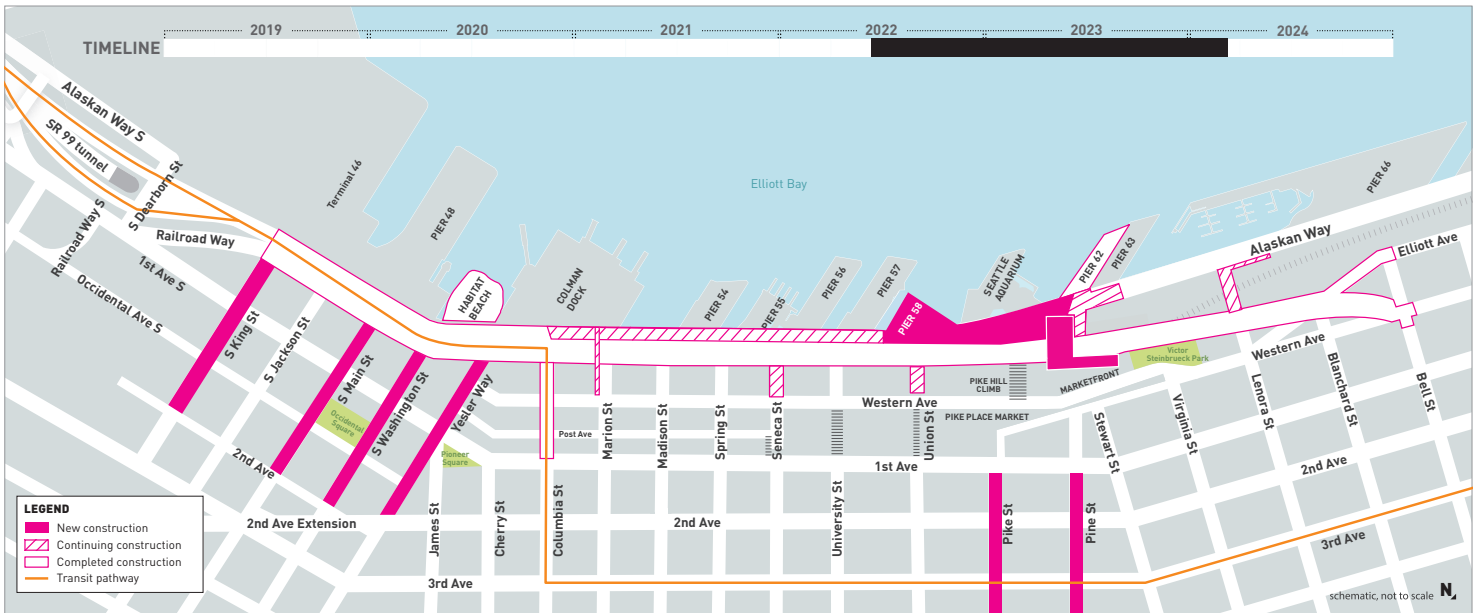 2019
2020
2021
2022
2023
2024
TIMELINE
Alaskan Way S
SR 99 tunnel
S Dearborn St
Railroad Way S
Railroad Way
1st Ave S
Occidental Ave S
Terminal 46
PIER 48
HABITAT
BEACH
COLMAN
DOCK
Elliott Bay
PIER 54
PIER 55
PIER 56
PIER 57
PIER 58
SEATTLE
AQUARIUM
PIER 62
PIER 63
PIER 66
Alaskan Way
Elliott Ave
S King St
S Jackson St
S Main St
Occidental
Square
S Washington St
Yesler Way
Pioneer
Square
2nd Ave
2nd Ave Extension
James St
Cherry St
Columbia St
Post Ave
Marion St
Madison St
Spring St
Seneca St
University St
Union St
Western Ave
PIKE PLACE MARKET
PIKE HILL
CLIMB
MARKETFRONT
Victor
Steinbrueck Park
Western Ave
1st Ave
2nd Ave
3rd Ave
Pike St
Pine St
Stewart St
Virginia St
Lenora St
Blanchard St
Bell St
2nd Ave
3rd Ave
LEGEND
New construction
Continuing construction
Completed construction
Transit pathway
schematic, not to scale
N